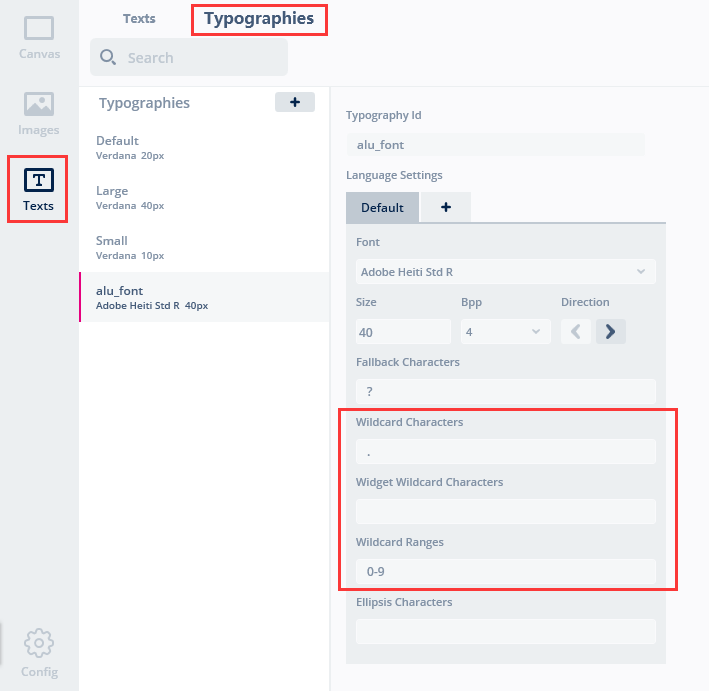 Canvas
Images
Texts
Config
Texts Typographies
Search
Typographies +
Default
Verdana 20px
Large
Verdana 40px
Small
Verdana 10px
alu_font
Adobe Heiti Std R 40px
Typography Id
alu_font
Language Settings
Default +
Font
Adobe Heiti Std R
Size Bpp Direction
40 4
Fallback Characters
?
Wildcard Characters
.
Widget Wildcard Characters
Wildcard Ranges
0-9
Ellipsis Characters